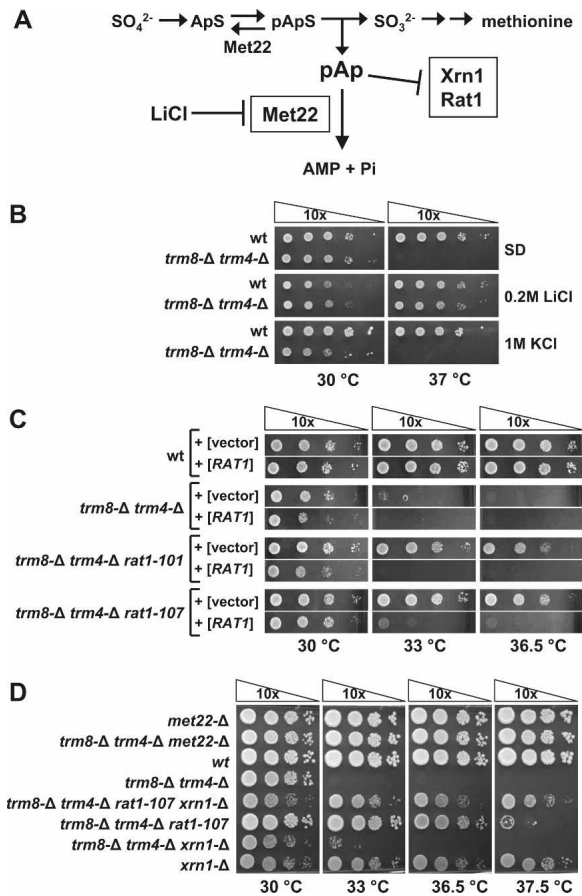 A
SO₄²⁻ ApS pApS SO₃²⁻ methionine
Met22
pAp
Xrn1
Rat1
LiCl Met22
AMP + Pi
B
10x 10x
wt
trm8-Δ trm4-Δ
SD
wt
trm8-Δ trm4-Δ
0.2M LiCl
wt
trm8-Δ trm4-Δ
1M KCl
30 °C 37 °C
C
10x 10x 10x
wt
+ [vector]
+ [RAT1]
trm8-Δ trm4-Δ
+ [vector]
+ [RAT1]
trm8-Δ trm4-Δ rat1-101
+ [vector]
+ [RAT1]
trm8-Δ trm4-Δ rat1-107
+ [vector]
+ [RAT1]
30 °C 33 °C 36.5 °C
D
10x 10x 10x 10x
met22-Δ
trm8-Δ trm4-Δ met22-Δ
wt
trm8-Δ trm4-Δ
trm8-Δ trm4-Δ rat1-107 xrn1-Δ
trm8-Δ trm4-Δ rat1-107
trm8-Δ trm4-Δ xrn1-Δ
xrn1-Δ
30 °C 33 °C 36.5 °C 37.5 °C